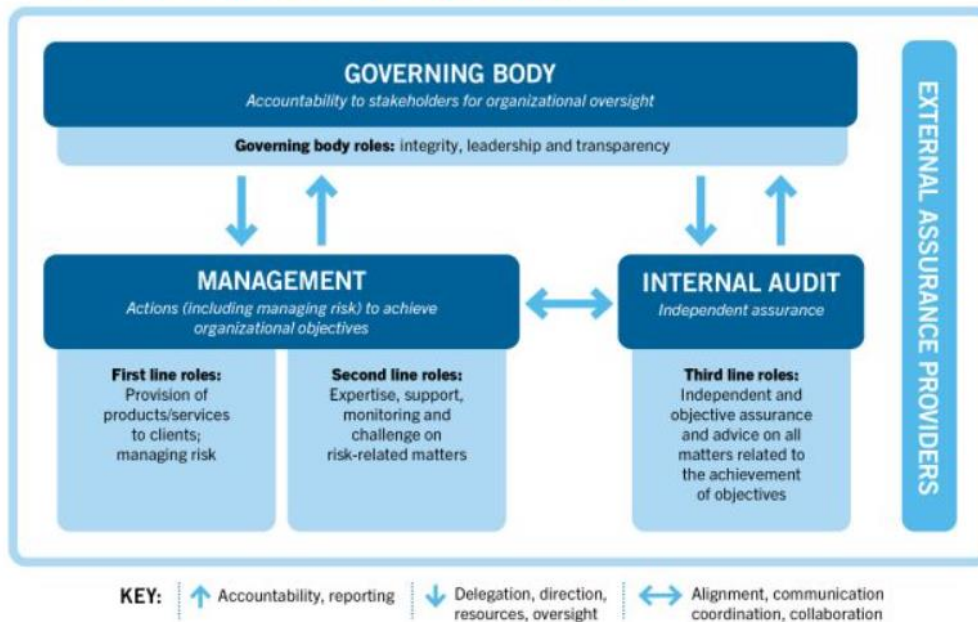 GOVERNING BODY
Accountability to stakeholders for organizational oversight
Governing body roles: integrity, leadership and transparency
MANAGEMENT
Actions (including managing risk) to achieve
organizational objectives
First line roles:
Provision of
products/services
to clients;
managing risk
Second line roles:
Expertise, support,
monitoring and
challenge on
risk-related matters
INTERNAL AUDIT
Independent assurance
Third line roles:
Independent and
objective assurance
and advice on all
matters related to
the achievement
of objectives
EXTERNAL ASSURANCE PROVIDERS
KEY:
Accountability, reporting
Delegation, direction,
resources, oversight
Alignment, communication
coordination, collaboration